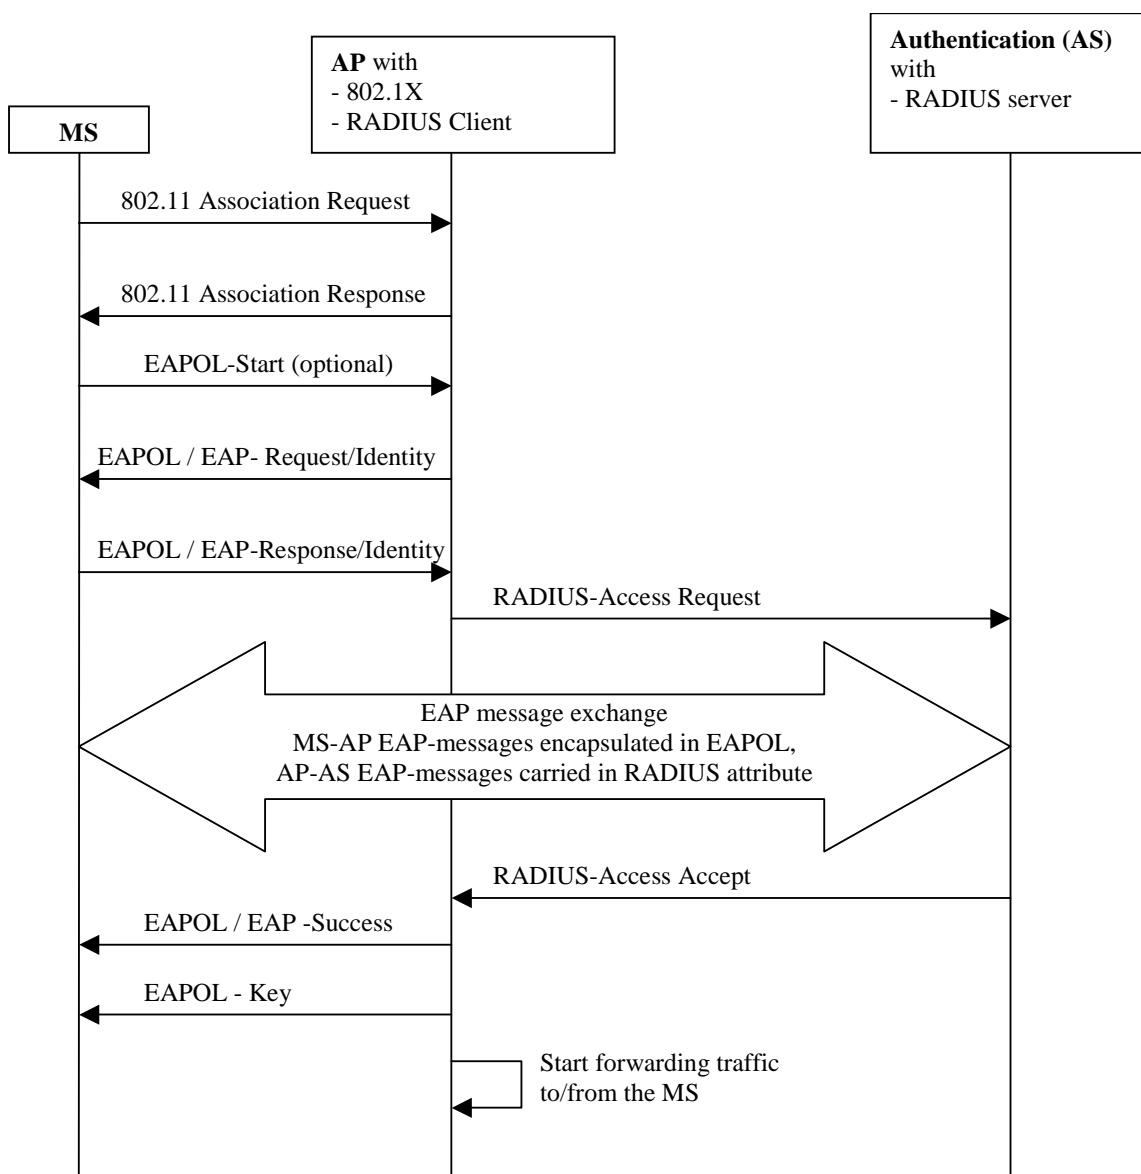 MS
AP with
- 802.1X
- RADIUS Client
Authentication (AS)
with
- RADIUS server
802.11 Association Request
802.11 Association Response
EAPOL-Start (optional)
EAPOL / EAP- Request/Identity
EAPOL / EAP-Response/Identity
RADIUS-Access Request
EAP message exchange
MS-AP EAP-messages encapsulated in EAPOL,
AP-AS EAP-messages carried in RADIUS attribute
RADIUS-Access Accept
EAPOL / EAP -Success
EAPOL - Key
Start forwarding traffic
to/from the MS